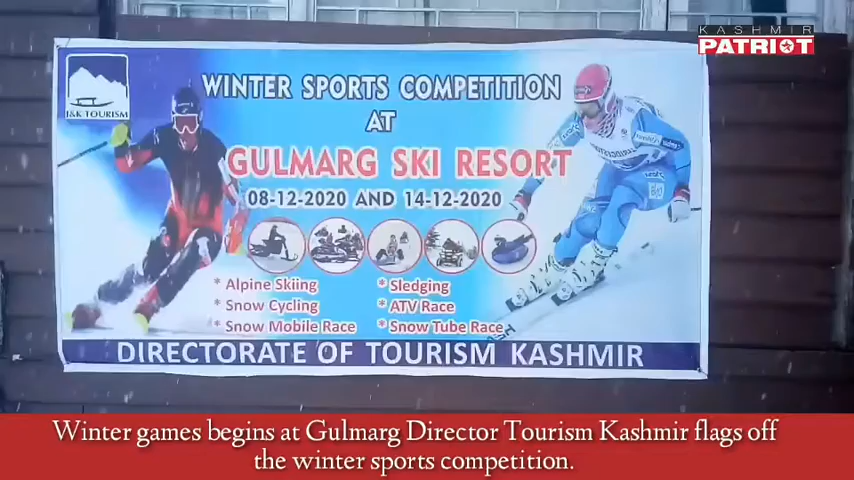 KASHMIR
PATRIOT
J&K TOURISM
WINTER SPORTS COMPETITION
AT
GULMARG SKI RESORT
08-12-2020 AND 14-12-2020
* Alpine Skiing
* Snow Cycling
* Snow Mobile Race
* Sledging
* ATV Race
* Snow Tube Race
DIRECTORATE OF TOURISM KASHMIR
Winter games begins at Gulmarg Director Tourism Kashmir flags off
the winter sports competition.